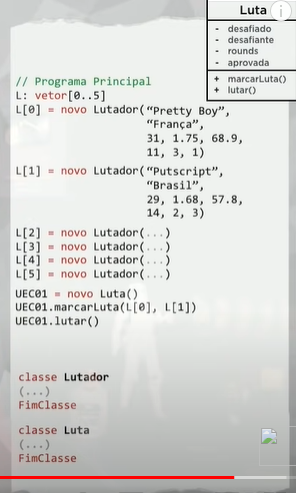 Luta
- desafiado
- desafiante
- rounds
- aprovada
+ marcarLuta()
+ lutar()
// Programa Principal
L: vetor[0..5]
L[0] = novo Lutador(“Pretty Boy”,
“França”,
31, 1.75, 68.9,
11, 3, 1)
L[1] = novo Lutador(“Putscript”,
“Brasil”,
29, 1.68, 57.8,
14, 2, 3)
L[2] = novo Lutador(...)
L[3] = novo Lutador(...)
L[4] = novo Lutador(...)
L[5] = novo Lutador(...)
UEC01 = novo Luta()
UEC01.marcarLuta(L[0], L[1])
UEC01.lutar()
classe Lutador
(...)
FimClasse
classe Luta
(...)
FimClasse